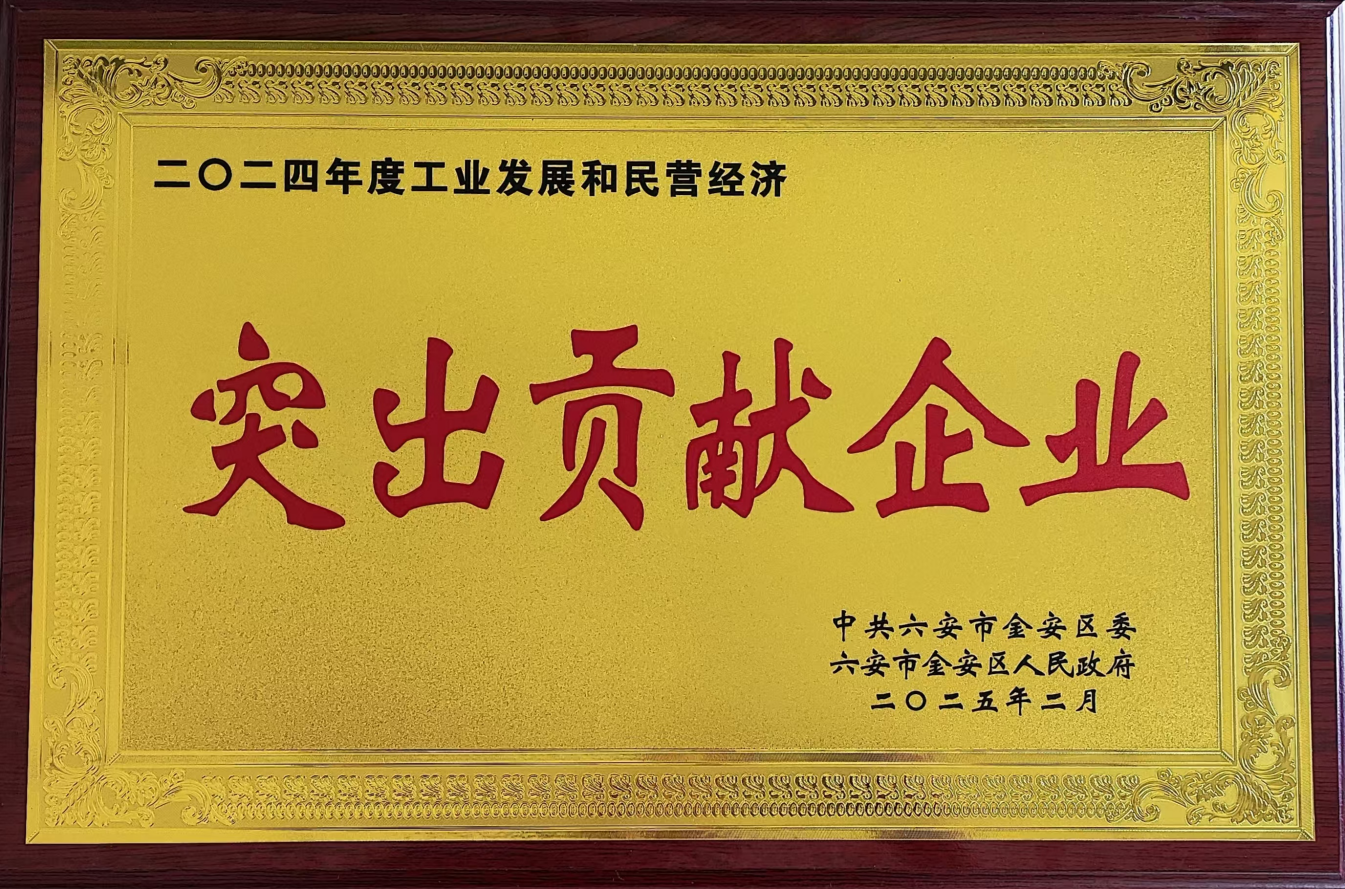 二〇二四年度工业发展和民营经济
突出贡献企业
中共六安市金安区委
六安市金安区人民政府
二〇二五年二月